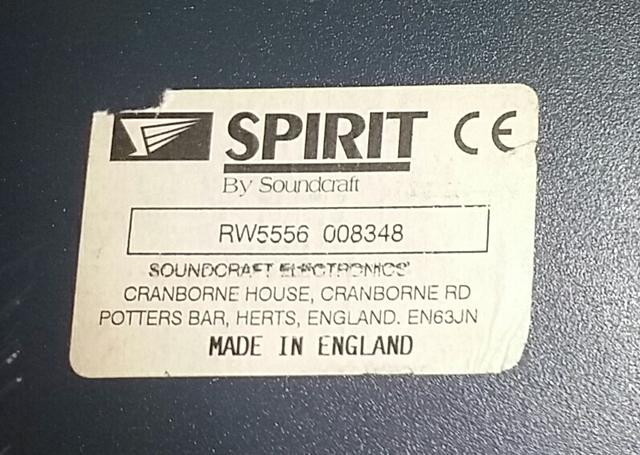 SPIRIT CE
By Soundcraft
RW5556 008348
SOUNDCRAFT ELECTRONICS
CRANBORNE HOUSE, CRANBORNE RD
POTTERS BAR, HERTS, ENGLAND. EN63JN
MADE IN ENGLAND